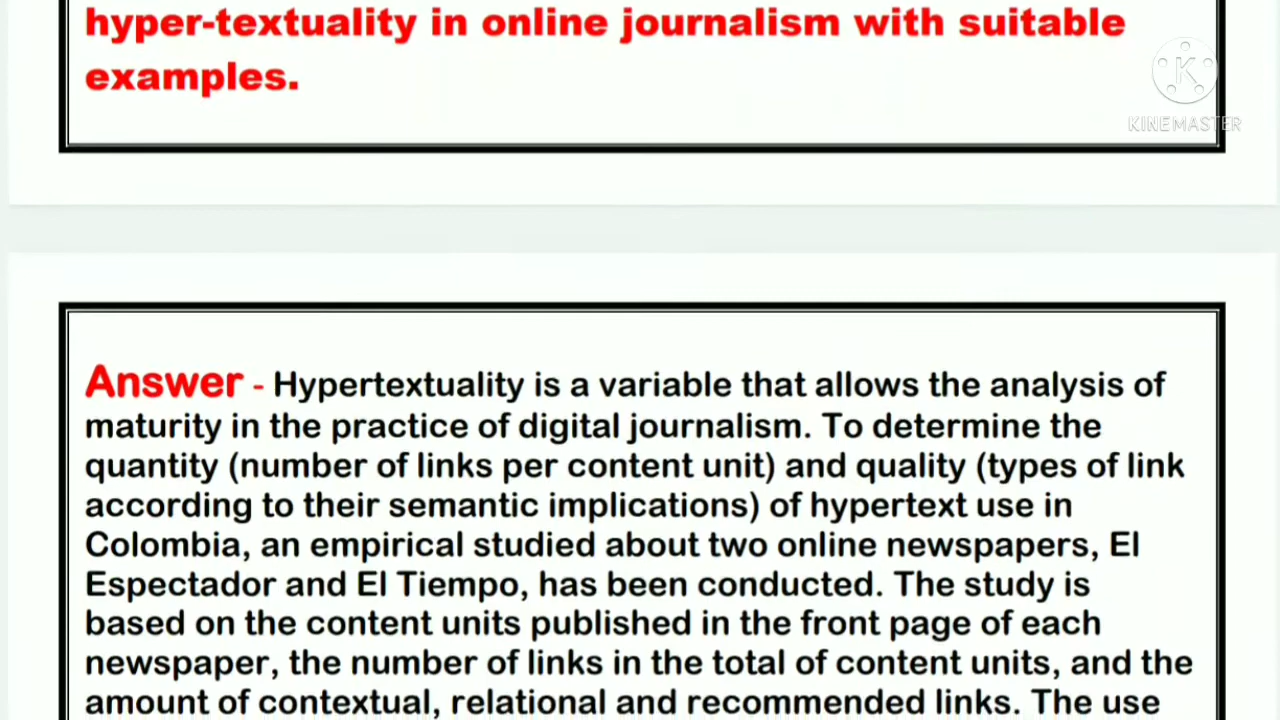 hyper-textuality in online journalism with suitable
examples.
K
KINEMASTER
Answer - Hypertextuality is a variable that allows the analysis of
maturity in the practice of digital journalism. To determine the
quantity (number of links per content unit) and quality (types of link
according to their semantic implications) of hypertext use in
Colombia, an empirical studied about two online newspapers, El
Espectador and El Tiempo, has been conducted. The study is
based on the content units published in the front page of each
newspaper, the number of links in the total of content units, and the
amount of contextual, relational and recommended links. The use